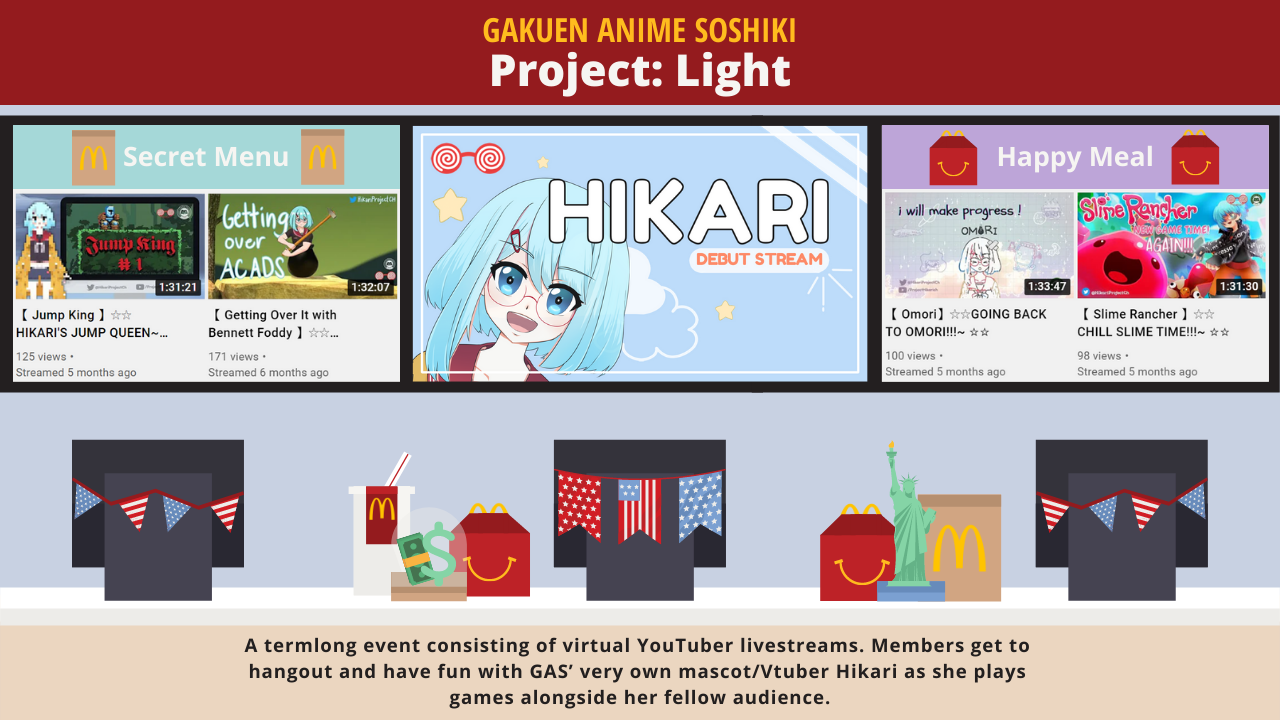 GAKUEN ANIME SOSHIKI
Project: Light
Secret Menu
Jump King
#1
1:31:21
Getting
over
ACADS
HikariProjectCH
1:32:07
【 Jump King 】☆☆
HIKARI'S JUMP QUEEN~...
125 views •
Streamed 5 months ago
【 Getting Over It with
Bennett Foddy 】☆☆...
171 views •
Streamed 6 months ago
HIKARI
DEBUT STREAM
Happy Meal
i will make progress !
OMORI
1:33:47
Slime Rancher
NEW GAME TIME!
AGAIN!!!
1:31:30
【 Omori】☆☆GOING BACK
TO OMORI!!!~ ☆☆
100 views •
Streamed 5 months ago
【 Slime Rancher 】☆☆
CHILL SLIME TIME!!!~ ☆☆
98 views •
Streamed 5 months ago
A termlong event consisting of virtual YouTuber livestreams. Members get to
hangout and have fun with GAS’ very own mascot/Vtuber Hikari as she plays
games alongside her fellow audience.